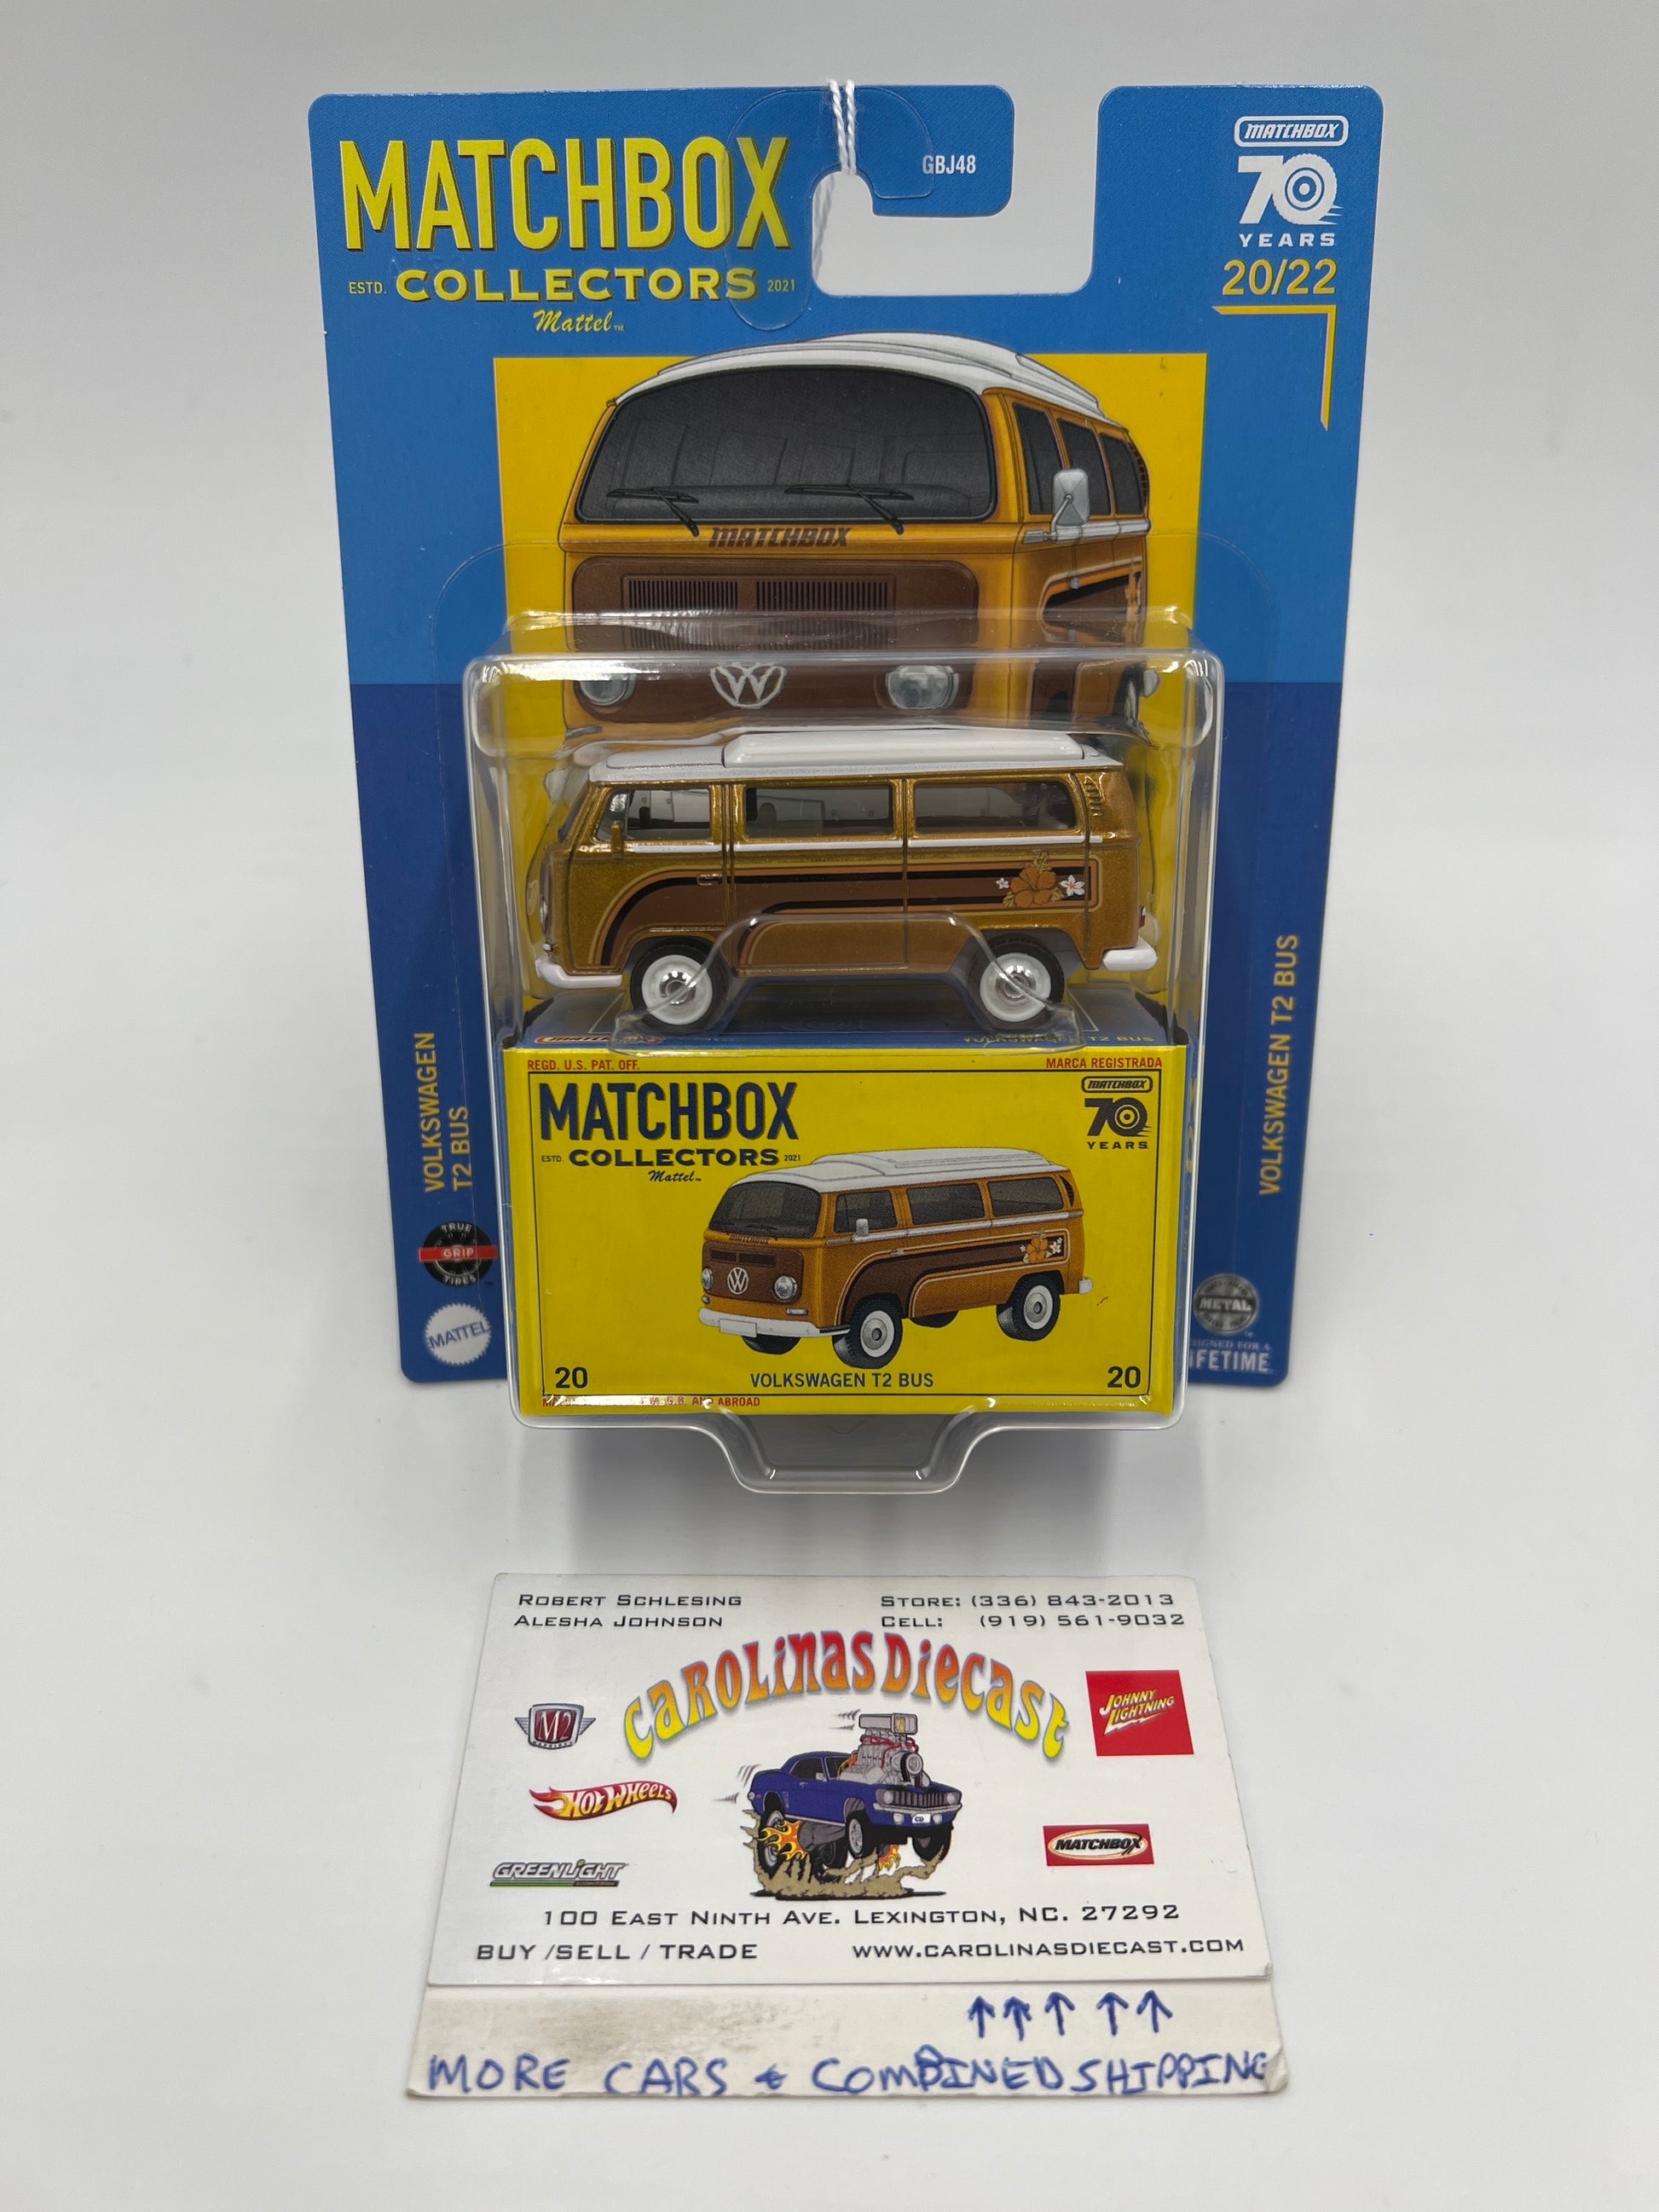 MATCHBOX
ESTD. COLLECTORS 2021
Mattel™
GBJ48
MATCHBOX
70
YEARS
20/22
MATCHBOX
VOLKSWAGEN
T2 BUS
VOLKSWAGEN T2 BUS
TRUE
GRIP
TIRES
MATTEL
METAL
LIFETIME
REGD. U.S. PAT. OFF.
MARCA REGISTRADA
MATCHBOX
ESTD. COLLECTORS 2021
Mattel™
MATCHBOX
70
YEARS
20
VOLKSWAGEN T2 BUS
20
G.B. AND ABROAD
ROBERT SCHLESING
ALESHA JOHNSON
STORE: (336) 843-2013
CELL: (919) 561-9032
CAROLINAS DIECAST
M2
JOHNNY
LIGHTNING
HOT WHEELS
GREENLIGHT
MATCHBOX
100 EAST NINTH AVE. LEXINGTON, NC. 27292
BUY /SELL / TRADE
WWW.CAROLINASDIECAST.COM
↑↑↑ ↑↑
MORE CARS & COMBINED SHIPPING